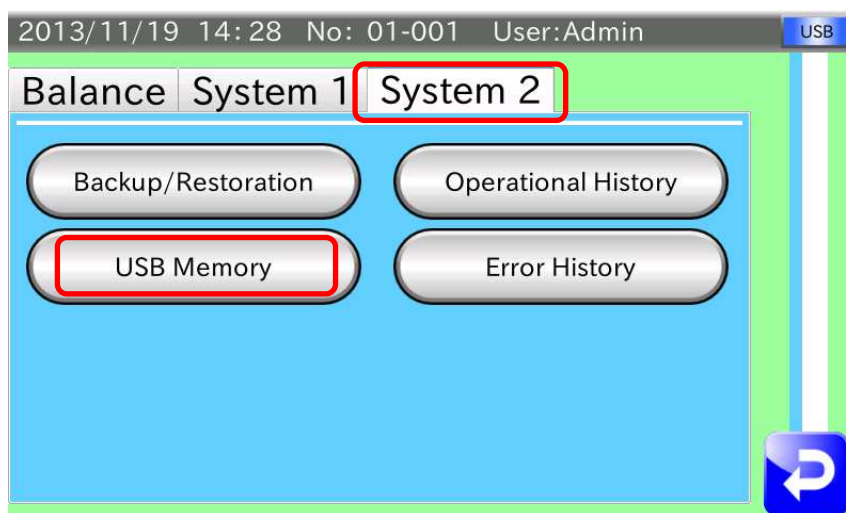 2013/11/19 14:28 No: 01-001 User:Admin USB
Balance System 1 System 2
Backup/Restoration Operational History
USB Memory Error History